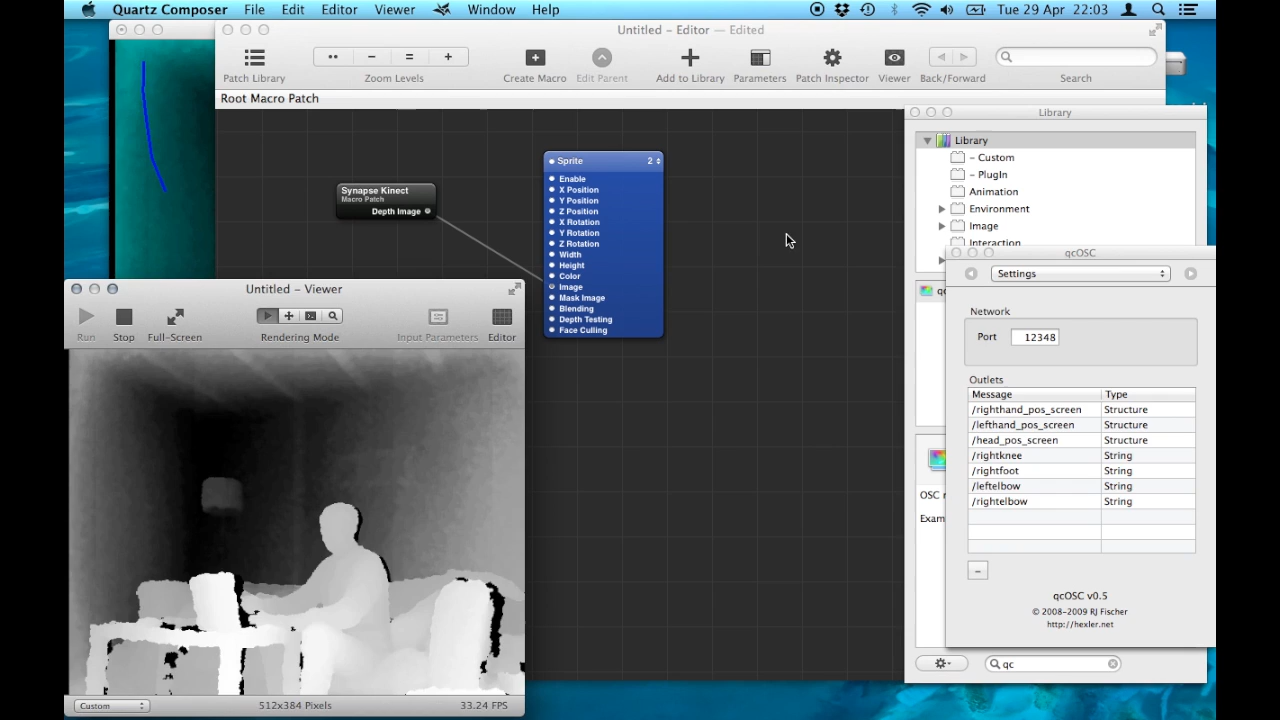 Quartz Composer File Edit Editor Viewer Window Help Tue 29 Apr 22:03
Untitled – Editor — Edited
Patch Library Zoom Levels Create Macro Edit Parent Add to Library Parameters Patch Inspector Viewer Back/Forward Search
Root Macro Patch
Synapse Kinect
Macro Patch
Depth Image
Sprite 2
Enable
X Position
Y Position
Z Position
X Rotation
Y Rotation
Z Rotation
Width
Height
Color
Image
Mask Image
Blending
Depth Testing
Face Culling
Library
Library
– Custom
– PlugIn
Animation
Environment
Image
Interaction
qc
OSC r
Exam
qc
qcOSC
Settings
Network
Port 12348
Outlets
Message Type
/righthand_pos_screen Structure
/lefthand_pos_screen Structure
/head_pos_screen Structure
/rightknee String
/rightfoot String
/leftelbow String
/rightelbow String
qcOSC v0.5
© 2008-2009 RJ Fischer
http://hexler.net
Untitled – Viewer
Run Stop Full-Screen Rendering Mode Input Parameters Editor
Custom 512x384 Pixels 33.24 FPS